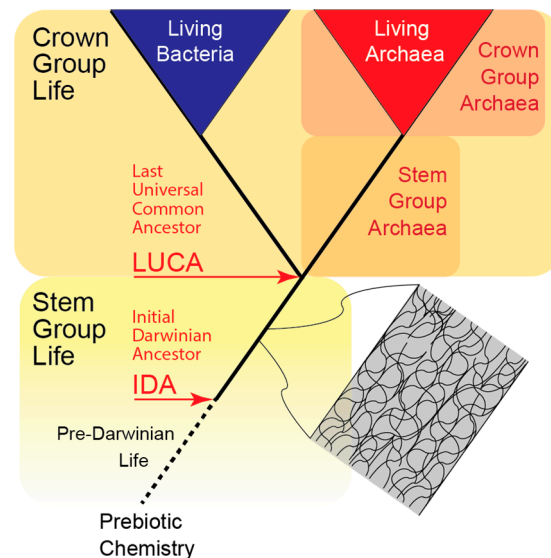 Crown
Group
Life
Living
Bacteria
Living
Archaea
Crown
Group
Archaea
Last
Universal
Common
Ancestor
LUCA
Stem
Group
Archaea
Stem
Group
Life
Initial
Darwinian
Ancestor
IDA
Pre-Darwinian
Life
Prebiotic
Chemistry